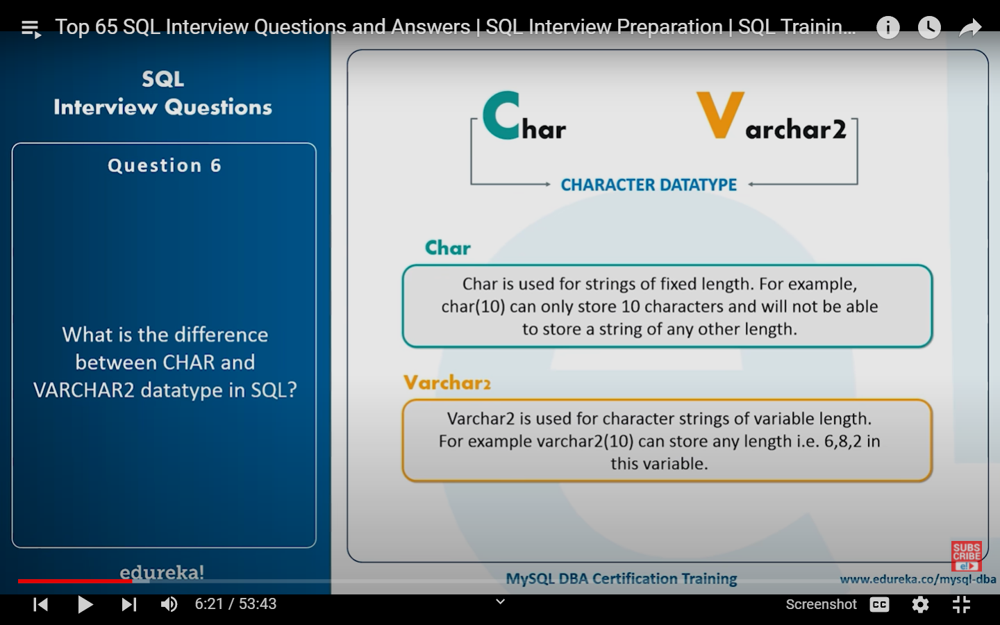 Top 65 SQL Interview Questions and Answers | SQL Interview Preparation | SQL Trainin...
SQL
Interview Questions
Question 6
What is the difference
between CHAR and
VARCHAR2 datatype in SQL?
edureka!
Char Varchar2
CHARACTER DATATYPE
Char
Char is used for strings of fixed length. For example,
char(10) can only store 10 characters and will not be able
to store a string of any other length.
Varchar2
Varchar2 is used for character strings of variable length.
For example varchar2(10) can store any length i.e. 6,8,2 in
this variable.
SUBS
CRIBE
e!
MySQL DBA Certification Training
www.edureka.co/mysql-dba
6:21 / 53:43
Screenshot
CC